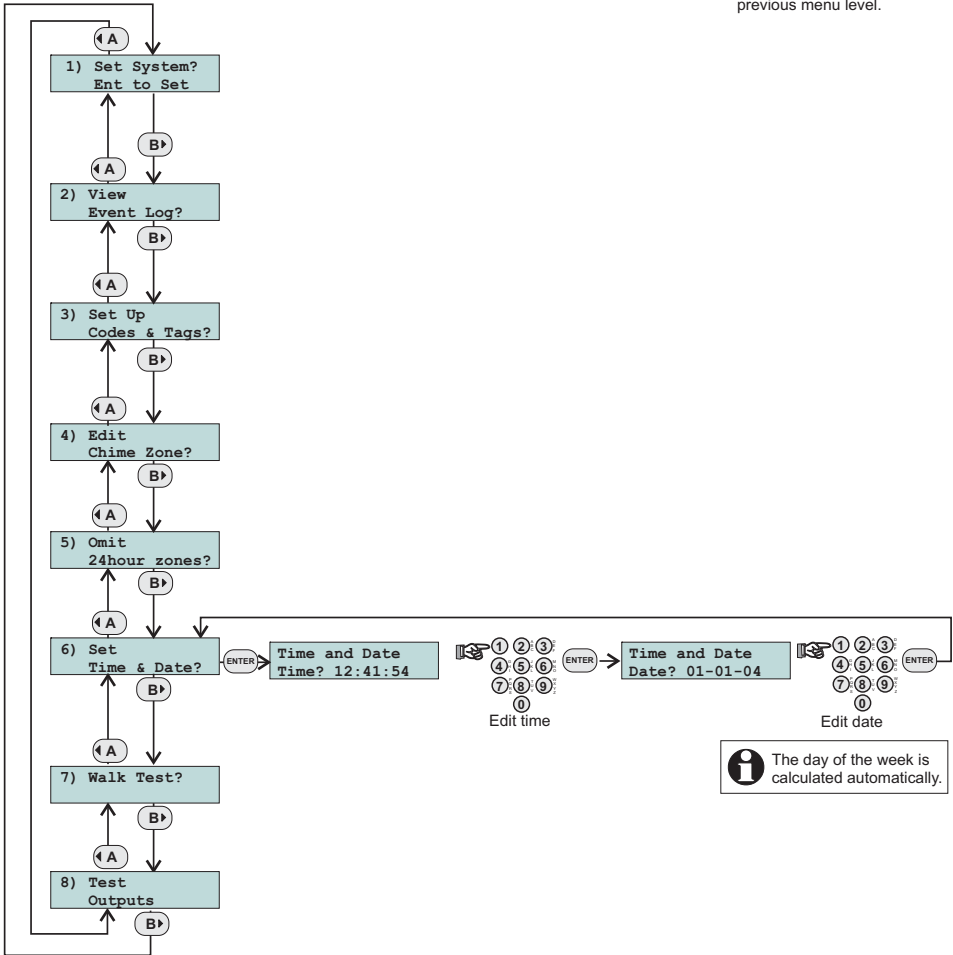 previous menu level.
A
1) Set System?
Ent to Set
B
A
2) View
Event Log?
B
A
3) Set Up
Codes & Tags?
B
A
4) Edit
Chime Zone?
B
A
5) Omit
24hour zones?
B
A
6) Set
Time & Date?
ENTER
Time and Date
Time? 12:41:54
1 2 3
4 5 6
7 8 9
0
Edit time
ENTER
Time and Date
Date? 01-01-04
1 2 3
4 5 6
7 8 9
0
Edit date
ENTER
B
The day of the week is
calculated automatically.
A
7) Walk Test?
B
A
8) Test
Outputs
B